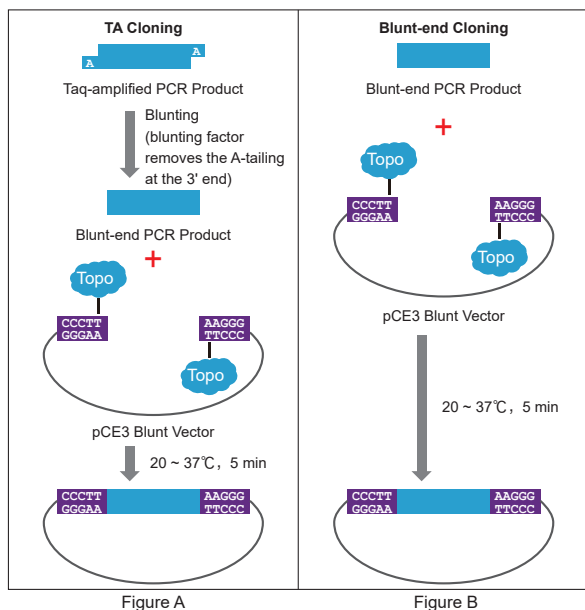 TA Cloning
A
A
Taq-amplified PCR Product
Blunting
(blunting factor
removes the A-tailing
at the 3' end)
Blunt-end PCR Product
+
Topo
CCCTT
GGGAA
AAGGG
TTCCC
Topo
pCE3 Blunt Vector
20 ~ 37℃, 5 min
CCCTT
GGGAA
AAGGG
TTCCC
Figure A
Blunt-end Cloning
Blunt-end PCR Product
+
Topo
CCCTT
GGGAA
AAGGG
TTCCC
Topo
pCE3 Blunt Vector
20 ~ 37℃, 5 min
CCCTT
GGGAA
AAGGG
TTCCC
Figure B